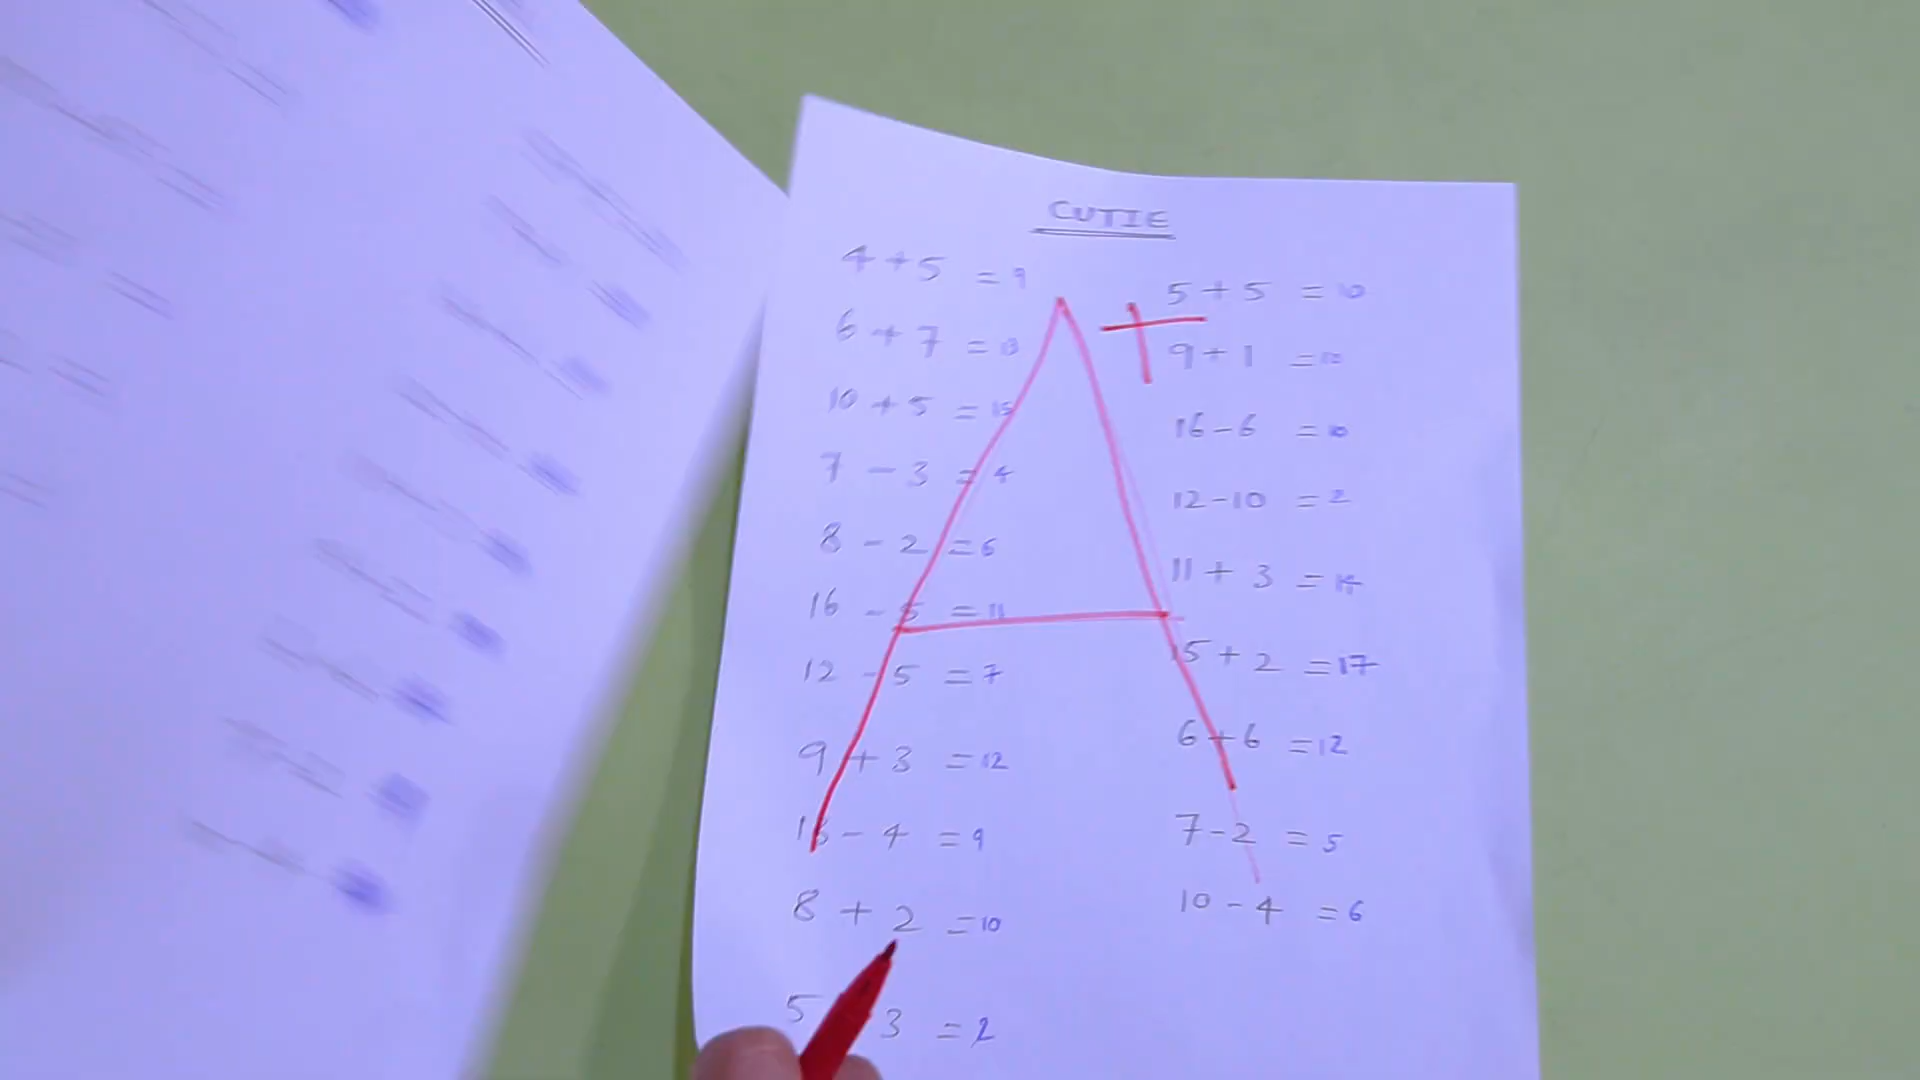 CUTIE
4 + 5 = 9
6 + 7 = 13
10 + 5 = 15
7 - 3 = 4
8 - 2 = 6
16 - 5 = 11
12 - 5 = 7
9 + 3 = 12
13 - 4 = 9
8 + 2 = 10
5 3 = 2
5 + 5 = 10
9 + 1 = 10
16 - 6 = 10
12 - 10 = 2
11 + 3 = 14
15 + 2 = 17
6 + 6 = 12
7 - 2 = 5
10 - 4 = 6
A+